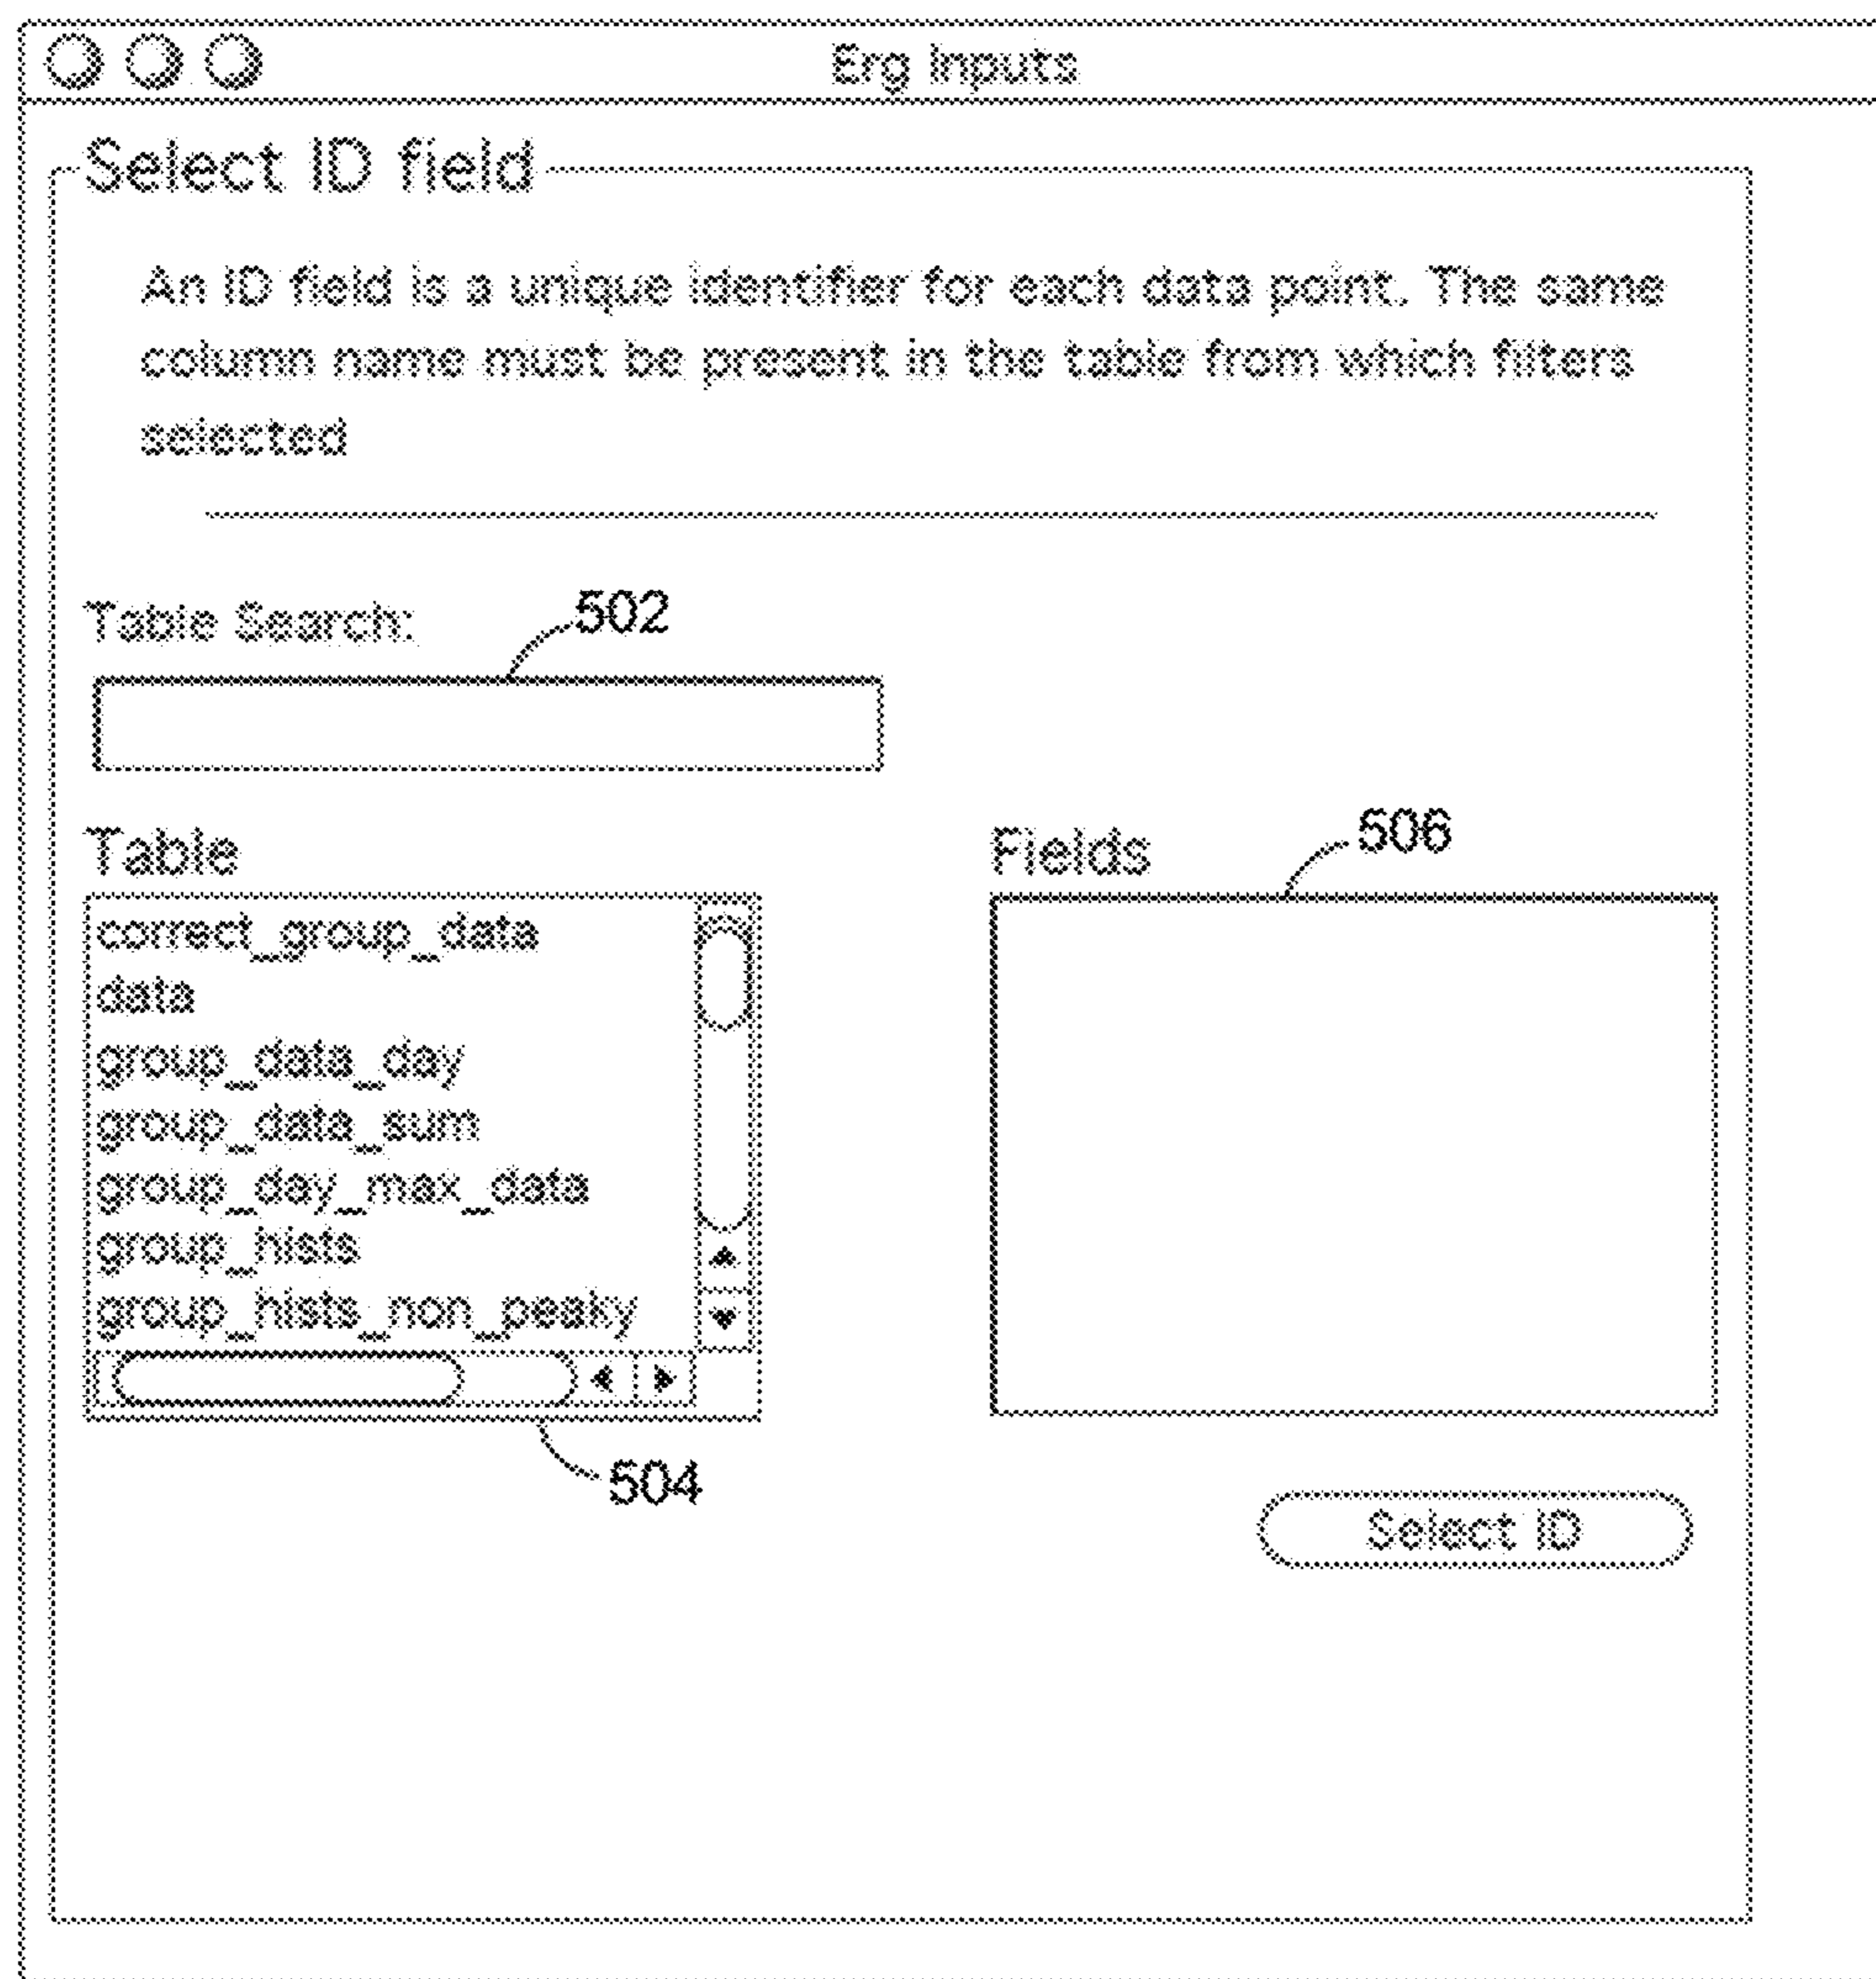 Erg Inputs
Select ID field
An ID field is a unique identifier for each data point. The same
column name must be present in the table from which filters
selected
Table Search:
502
Table
Fields
506
correct_group_data
data
group_data_day
group_data_sum
group_day_max_data
group_hists
group_hists_non_peaky
504
Select ID